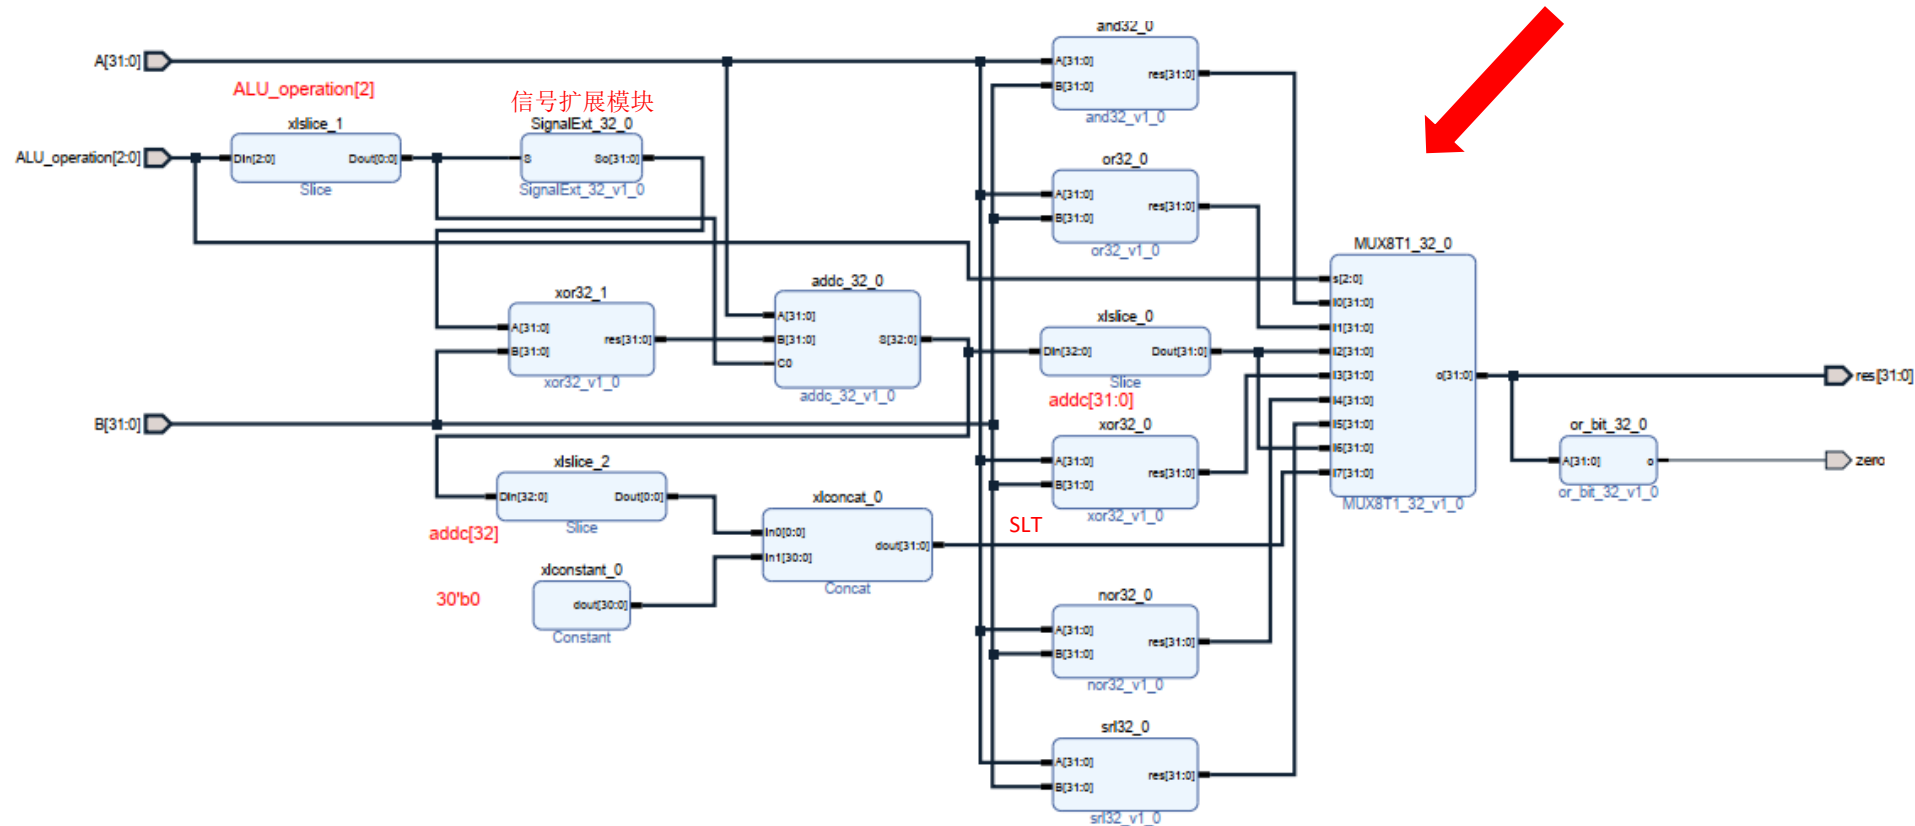 and32_0
A[31:0]
A[31:0]
res[31:0]
B[31:0]
and32_v1_0
ALU_operation[2]
信号扩展模块
xlslice_1
SignalExt_32_0
ALU_operation[2:0]
Din[2:0]
Dout[0:0]
Slice
S
So[31:0]
SignalExt_32_v1_0
or32_0
A[31:0]
res[31:0]
B[31:0]
or32_v1_0
MUX8T1_32_0
s[2:0]
I0[31:0]
I1[31:0]
I2[31:0]
I3[31:0]
I4[31:0]
I5[31:0]
I6[31:0]
I7[31:0]
o[31:0]
MUX8T1_32_v1_0
xor32_1
A[31:0]
B[31:0]
res[31:0]
xor32_v1_0
addc_32_0
A[31:0]
B[31:0]
C0
S[32:0]
addc_32_v1_0
xlslice_0
Din[32:0]
Dout[31:0]
Slice
addc[31:0]
res[31:0]
B[31:0]
xor32_0
A[31:0]
res[31:0]
B[31:0]
xor32_v1_0
or_bit_32_0
A[31:0]
o
or_bit_32_v1_0
zero
xlslice_2
Din[32:0]
Dout[0:0]
Slice
addc[32]
xlconcat_0
In0[0:0]
In1[30:0]
dout[31:0]
Concat
SLT
xlconstant_0
30'b0
dout[30:0]
Constant
nor32_0
A[31:0]
res[31:0]
B[31:0]
nor32_v1_0
srl32_0
A[31:0]
res[31:0]
B[31:0]
srl32_v1_0